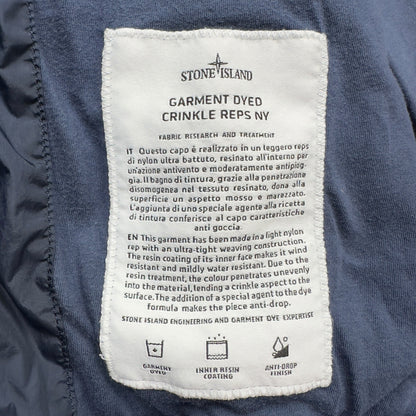 STONE ISLAND
GARMENT DYED
CRINKLE REPS NY
FABRIC RESEARCH AND TREATMENT
IT Questo capo è realizzato in un leggero reps
di nylon ultra battuto, resinato all'interno per
un'azione antivento e moderatamente antipiog-
gia. Il bagno di tintura, grazie alla penetrazione
disomogenea nel tessuto resinato, dona alla
superficie un aspetto mosso e marezzato.
L'aggiunta di uno speciale agente alla ricetta
di tintura conferisce al capo caratteristiche
anti goccia.
EN This garment has been made in a light nylon
rep with an ultra-tight weaving construction.
The resin coating of its inner face makes it wind
resistant and mildly water resistant. Due to the
resin treatment, the colour penetrates unevenly
into the material, lending a crinkle aspect to the
surface. The addition of a special agent to the dye
formula makes the piece anti-drop.
STONE ISLAND ENGINEERING AND GARMENT DYE EXPERTISE
GARMENT DYED
INNER RESIN COATING
ANTI-DROP FINISH